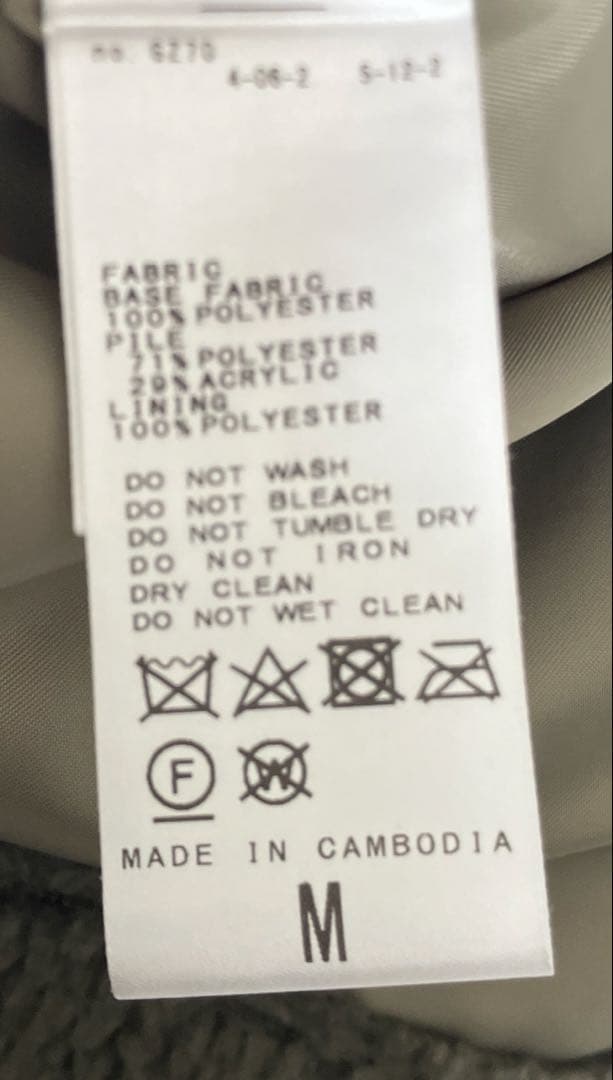 no. 6270
4-06-2 5-12-2
FABRIC
BASE FABRIC
100% POLYESTER
PILE
71% POLYESTER
29% ACRYLIC
LINING
100% POLYESTER
DO NOT WASH
DO NOT BLEACH
DO NOT TUMBLE DRY
DO NOT IRON
DRY CLEAN
DO NOT WET CLEAN
F W
MADE IN CAMBODIA
M